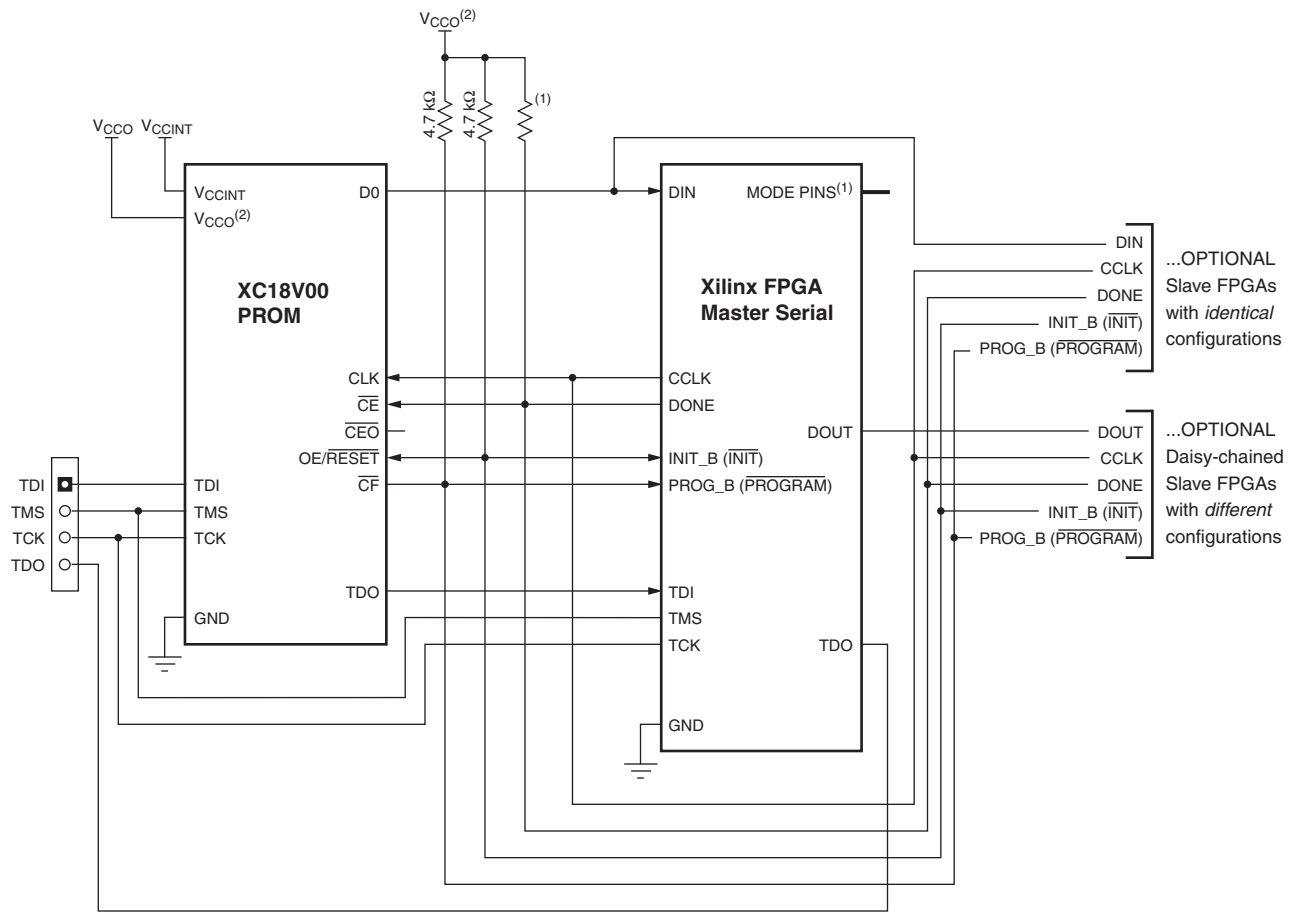 VCCO(2)
4.7 kΩ
4.7 kΩ
(1)
VCCO
VCCINT
VCCINT
VCCO(2)
D0
XC18V00
PROM
CLK
CE
CEO
OE/RESET
CF
TDI
TMS
TCK
TDO
GND
TDI
TMS
TCK
TDO
DIN
MODE PINS(1)
Xilinx FPGA
Master Serial
CCLK
DONE
DOUT
INIT_B (INIT)
PROG_B (PROGRAM)
TDI
TMS
TCK
TDO
GND
DIN
CCLK
DONE
INIT_B (INIT)
PROG_B (PROGRAM)
...OPTIONAL
Slave FPGAs
with identical
configurations
DOUT
CCLK
DONE
INIT_B (INIT)
PROG_B (PROGRAM)
...OPTIONAL
Daisy-chained
Slave FPGAs
with different
configurations